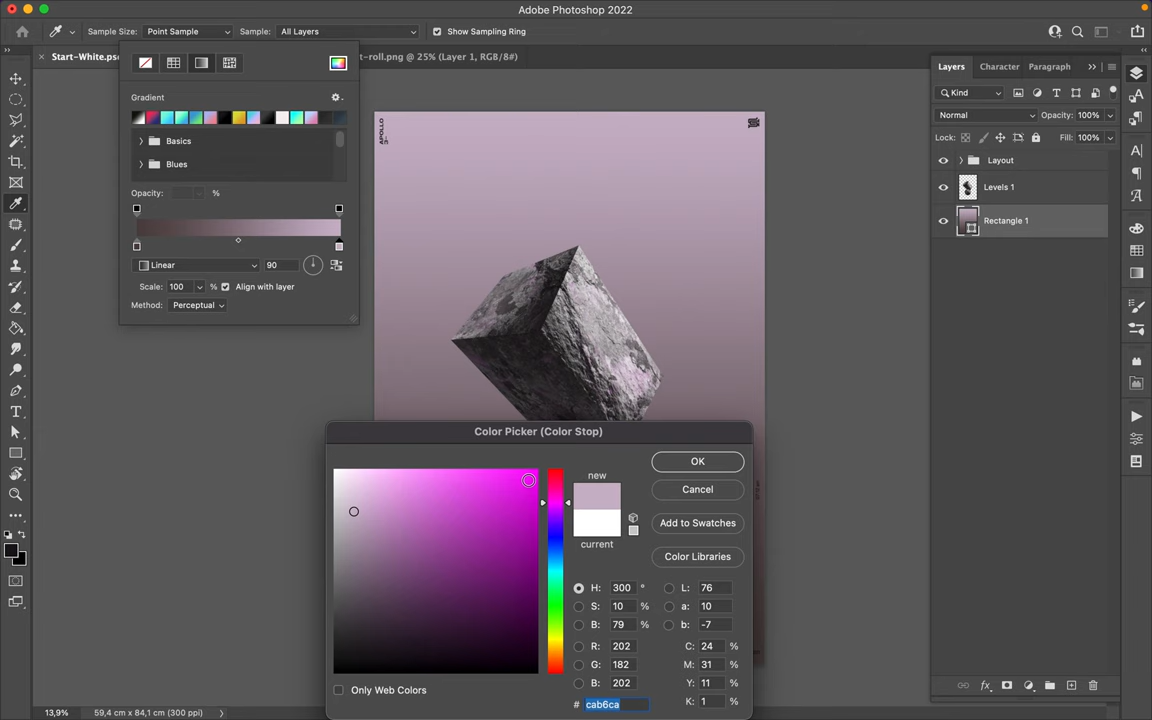 Adobe Photoshop 2022
Sample Size: Point Sample Sample: All Layers Show Sampling Ring
Start-White.psd
t-roll.png @ 25% (Layer 1, RGB/8#)
Layers Character Paragraph
Gradient
Kind
Normal Opacity: 100%
Lock: Fill: 100%
Basics
Blues
Opacity: %
Layout
Levels 1
Rectangle 1
APOLLO
Linear 90
Scale: 100 % Align with layer
Method: Perceptual
Color Picker (Color Stop)
OK
new
Cancel
Add to Swatches
current
Color Libraries
H: 300 °
L: 76
S: 10 %
a: 10
B: 79 %
b: -7
R: 202
C: 24 %
G: 182
M: 31 %
B: 202
Y: 11 %
Only Web Colors
# cab6ca
K: 1 %
13,9% 59,4 cm x 84,1 cm (300 ppi)